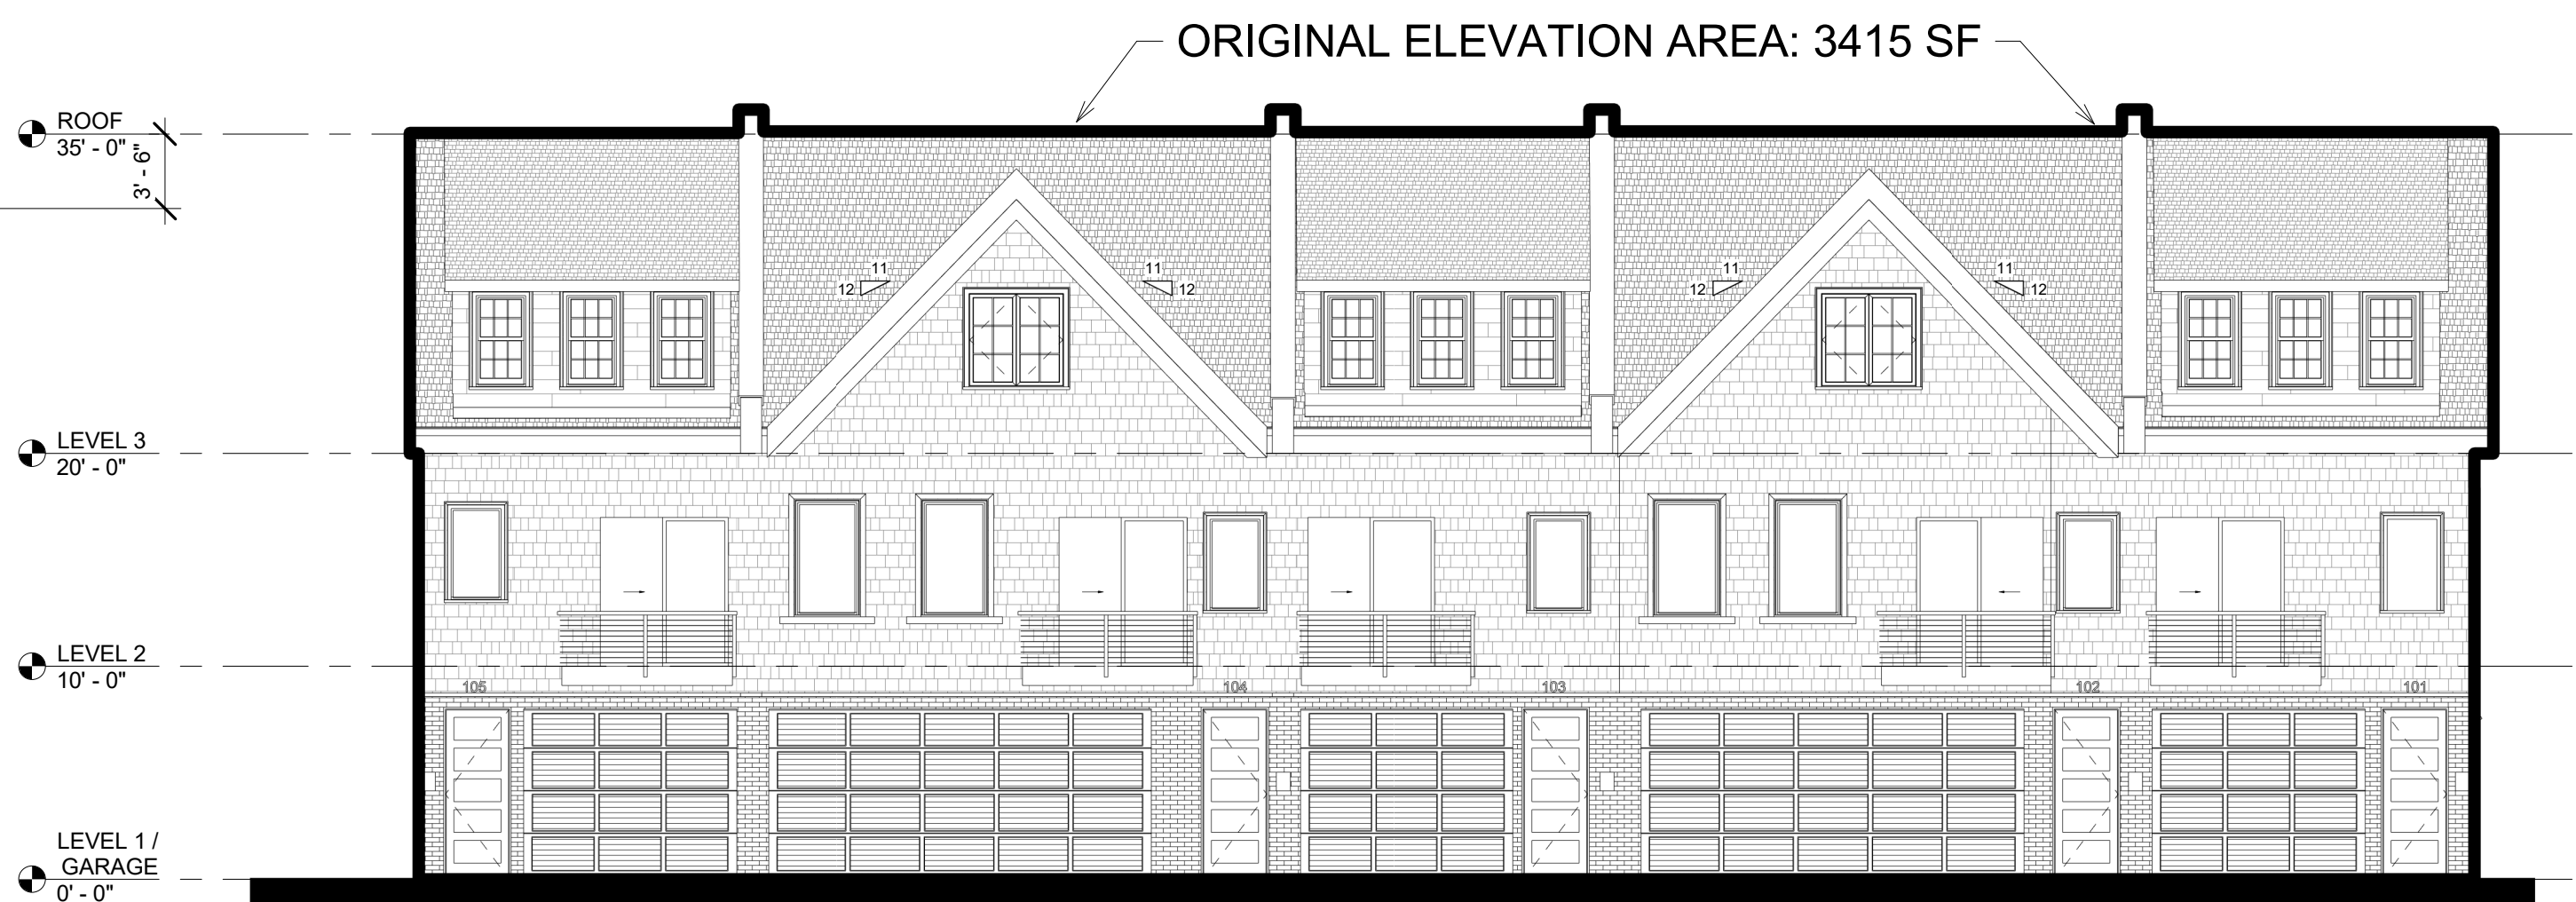 ORIGINAL ELEVATION AREA: 3415 SF
ROOF
35' - 0"
3' - 6"
11
12
11
12
11
12
11
12
LEVEL 3
20' - 0"
LEVEL 2
10' - 0"
105
104
103
102
101
LEVEL 1 /
GARAGE
0' - 0"